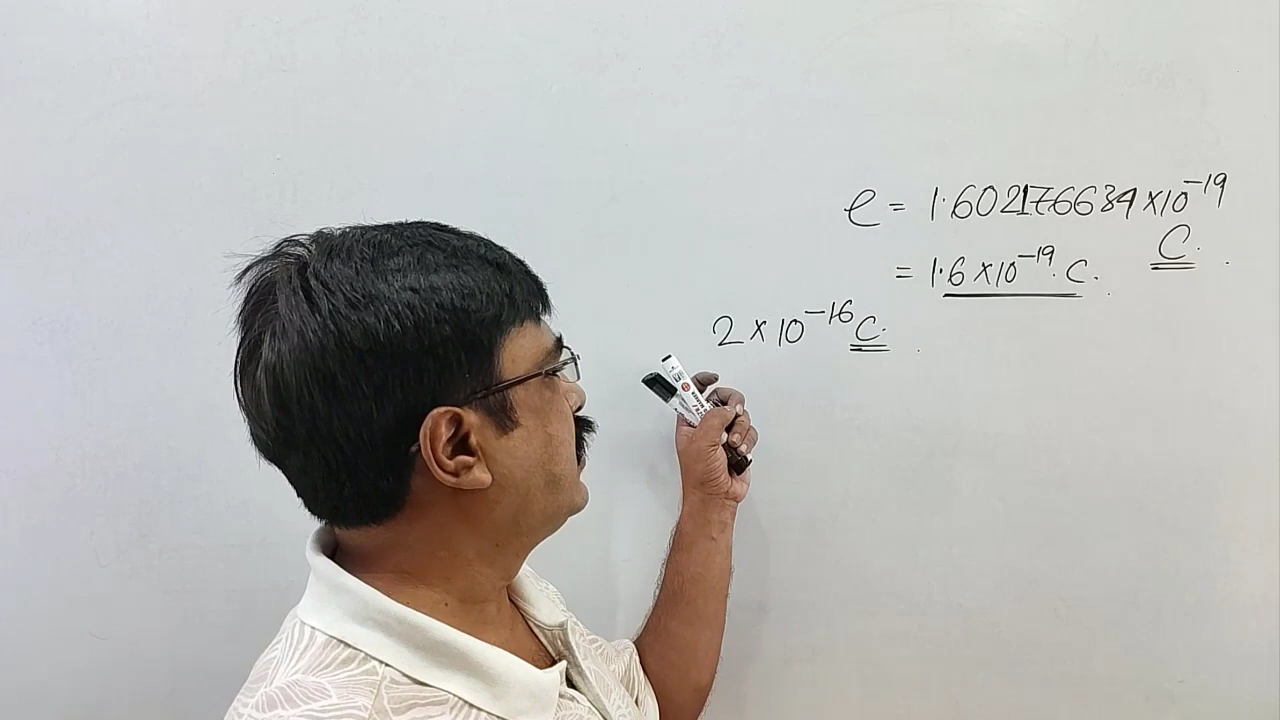 e = 1.602176634 × 10⁻¹⁹
C.
= 1.6 × 10⁻¹⁹ C.
2 × 10⁻¹⁶ C.